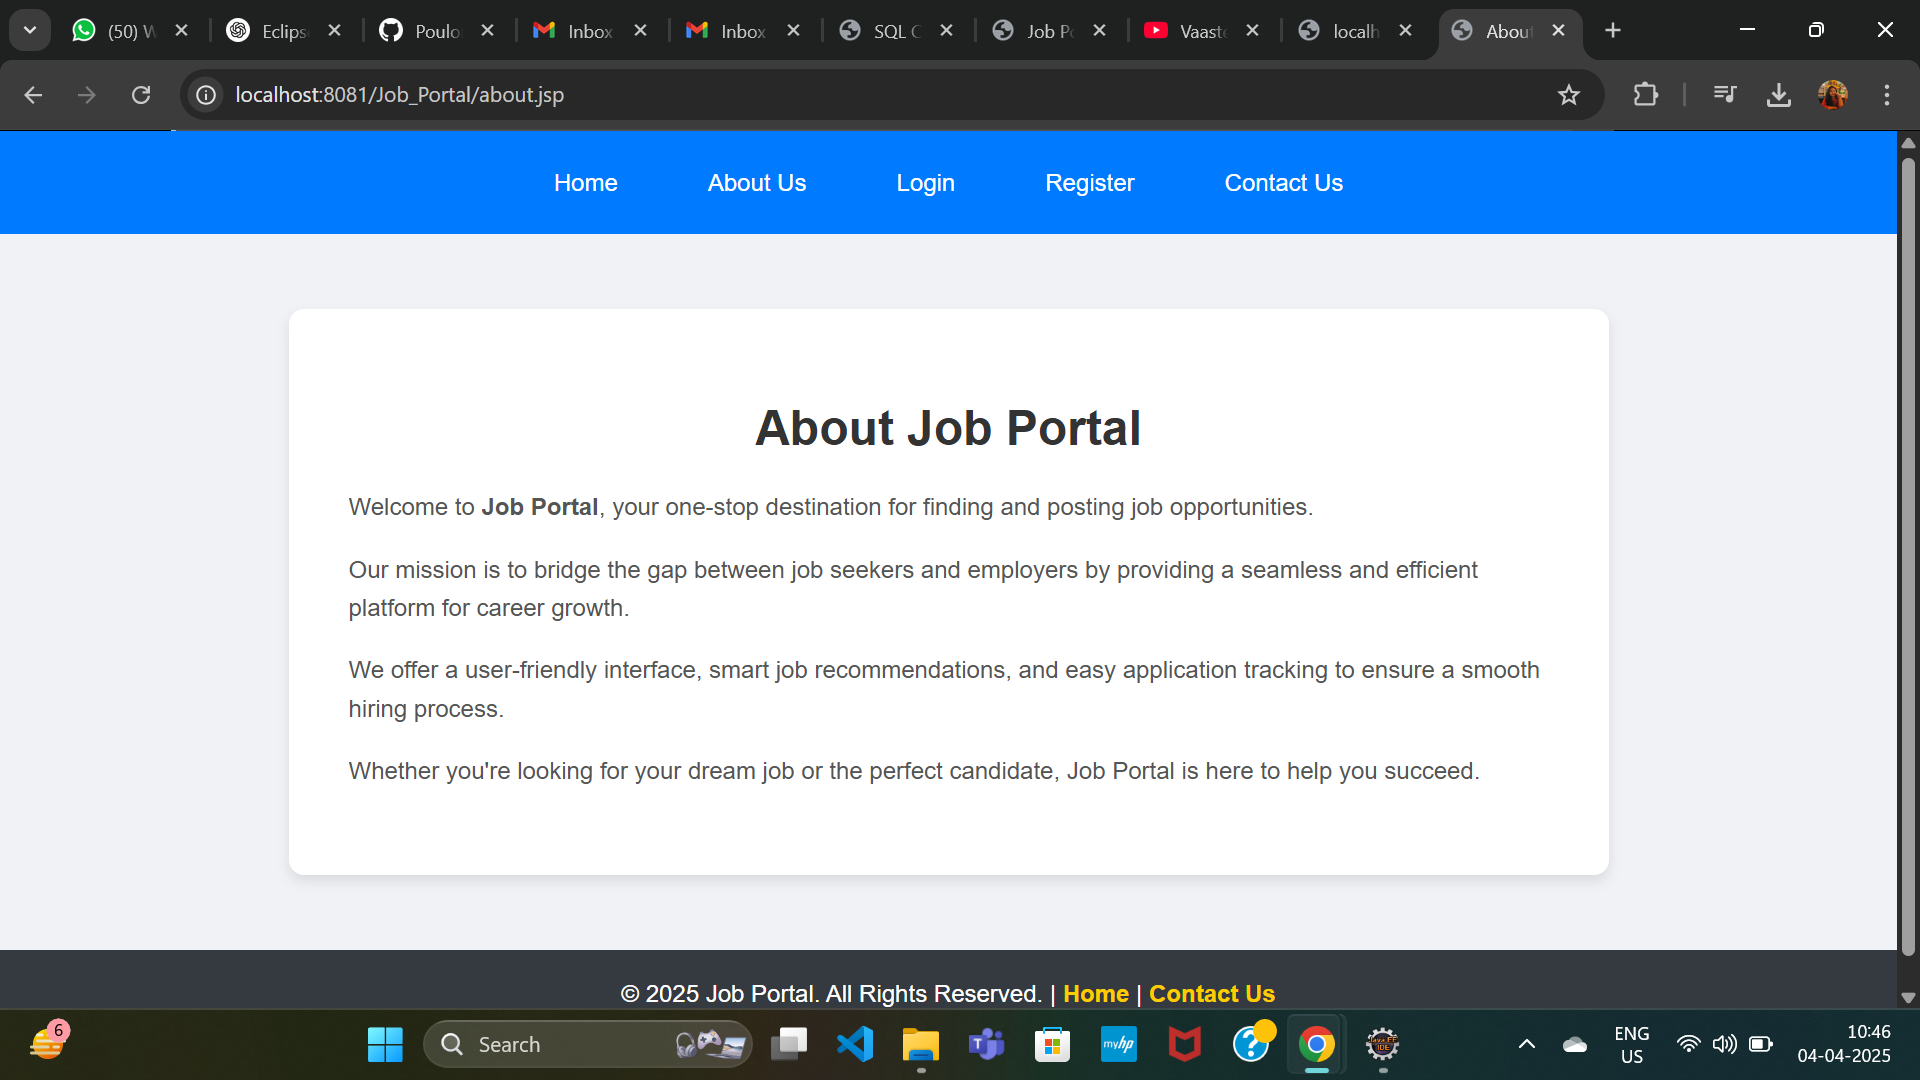 (50) W
Eclips
Poulo
Inbox
Inbox
SQL C
Job Po
Vaaste
localh
About
localhost:8081/Job_Portal/about.jsp
Home About Us Login Register Contact Us
About Job Portal
Welcome to Job Portal, your one-stop destination for finding and posting job opportunities.
Our mission is to bridge the gap between job seekers and employers by providing a seamless and efficient
platform for career growth.
We offer a user-friendly interface, smart job recommendations, and easy application tracking to ensure a smooth
hiring process.
Whether you're looking for your dream job or the perfect candidate, Job Portal is here to help you succeed.
© 2025 Job Portal. All Rights Reserved. | Home | Contact Us
6
Search
T
myhp
Java EE
IDE
ENG
US
10:46
04-04-2025